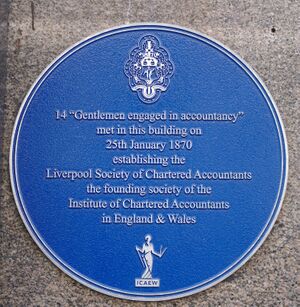 14 “Gentlemen engaged in accountancy”
met in this building on
25th January 1870
establishing the
Liverpool Society of Chartered Accountants
the founding society of the
Institute of Chartered Accountants
in England & Wales
ICAEW